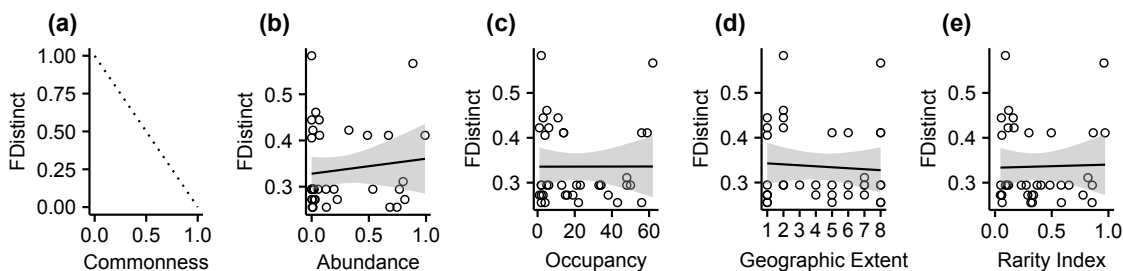 (a) (b) (c) (d) (e)
FDistinct
1.00
0.75
0.50
0.25
0.00
0.0 0.5 1.0
Commonness
FDistinct
0.5
0.4
0.3
0.0 0.5 1.0
Abundance
FDistinct
0.5
0.4
0.3
0 20 40 60
Occupancy
FDistinct
0.5
0.4
0.3
1 2 3 4 5 6 7 8
Geographic Extent
FDistinct
0.5
0.4
0.3
0.0 0.5 1.0
Rarity Index